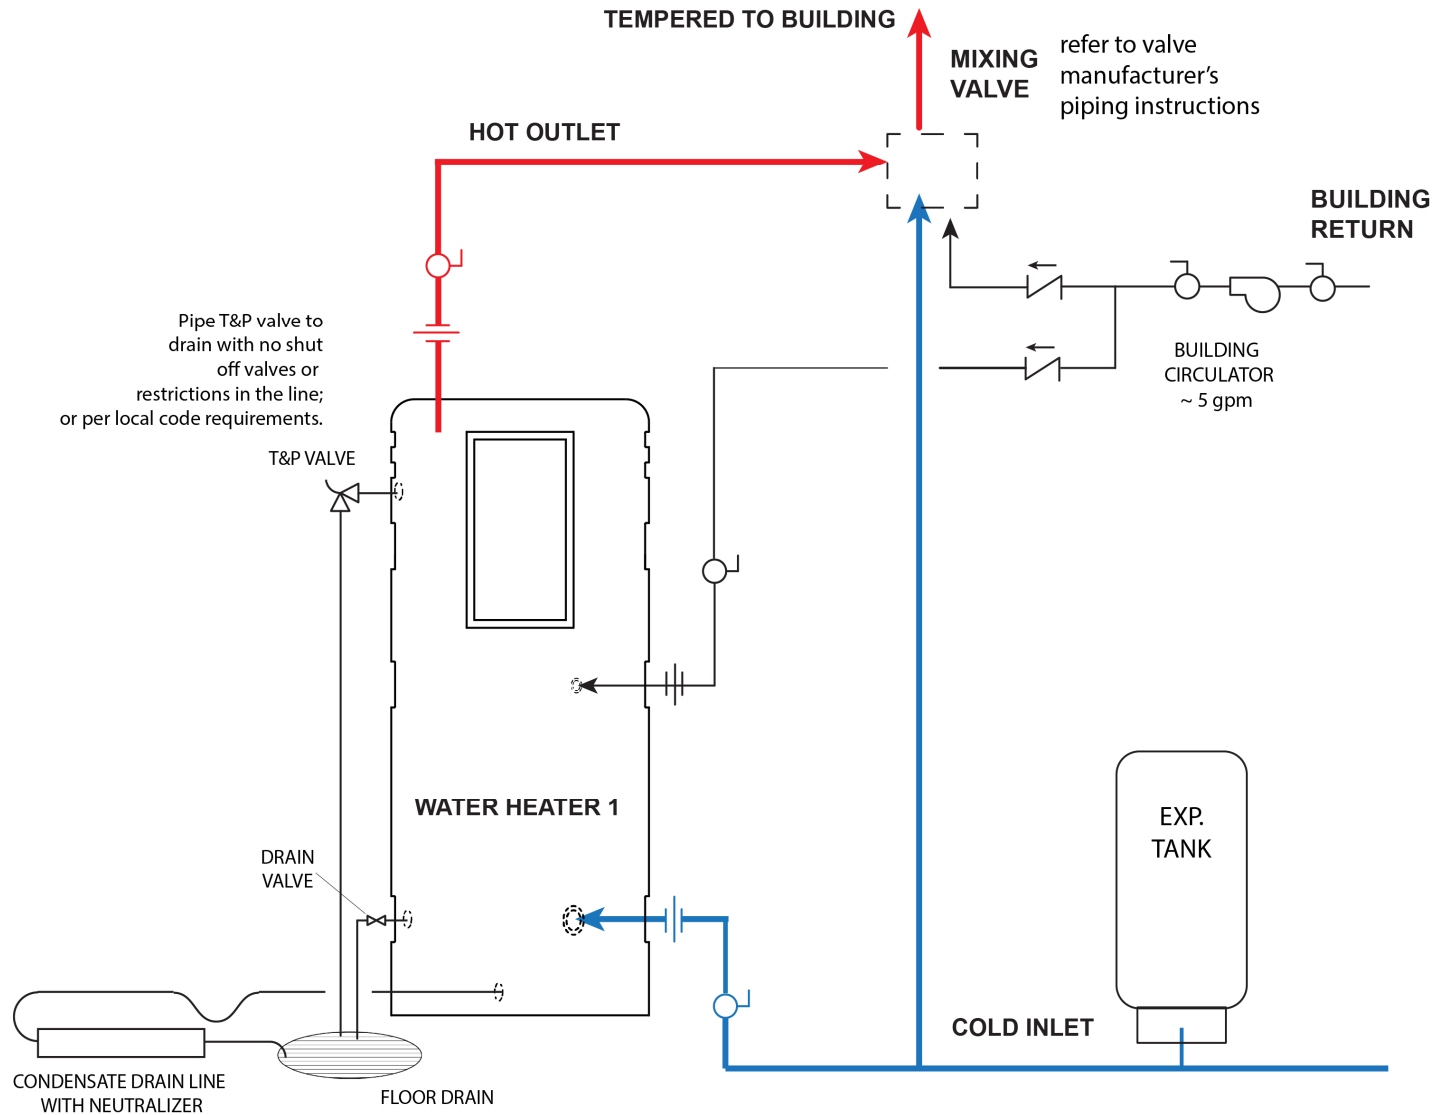 TEMPERED TO BUILDING
MIXING
VALVE
refer to valve
manufacturer's
piping instructions
HOT OUTLET
BUILDING
RETURN
Pipe T&P valve to
drain with no shut
off valves or
restrictions in the line;
or per local code requirements.
BUILDING
CIRCULATOR
~ 5 gpm
T&P VALVE
WATER HEATER 1
EXP.
TANK
DRAIN
VALVE
COLD INLET
CONDENSATE DRAIN LINE
WITH NEUTRALIZER
FLOOR DRAIN